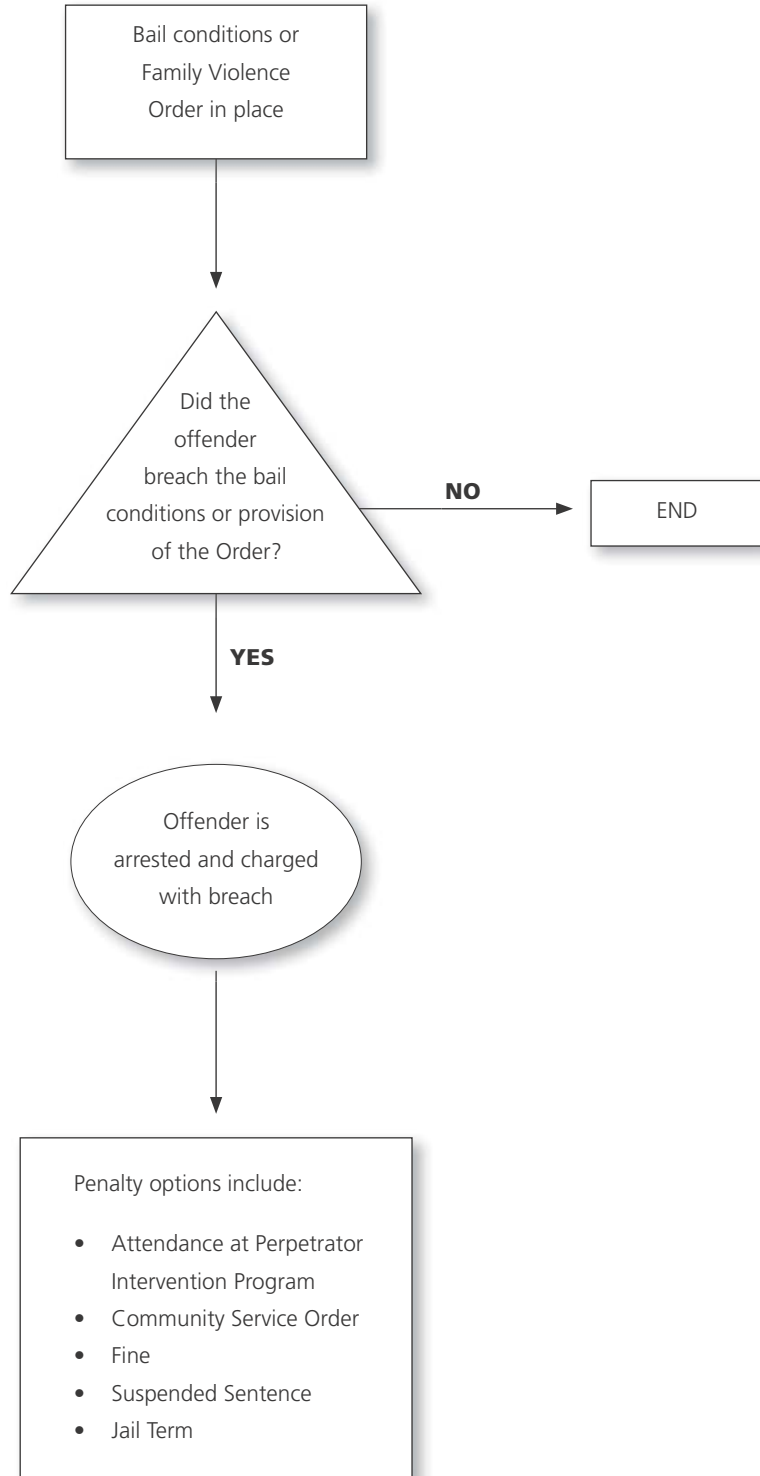 Bail conditions or
Family Violence
Order in place
Did the
offender
breach the bail
conditions or provision
of the Order?
NO
END
YES
Offender is
arrested and charged
with breach
Penalty options include:
• Attendance at Perpetrator
Intervention Program
• Community Service Order
• Fine
• Suspended Sentence
• Jail Term